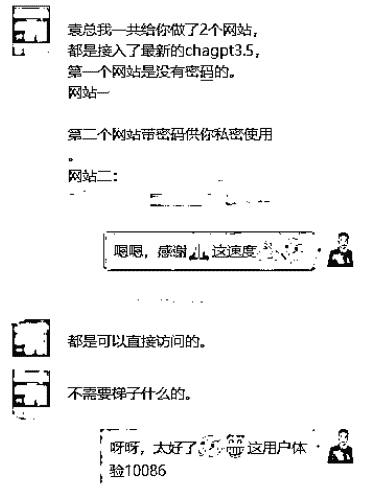 袁总我一共给你做了2个网站，
都是接入了最新的chagpt3.5，
第一个网站是没有密码的。
网站一
第二个网站带密码供你私密使用
。
网站二：
嗯嗯，感谢🙏这速度
都是可以直接访问的。
不需要梯子什么的。
呀呀，太好了 😁这用户体
验10086